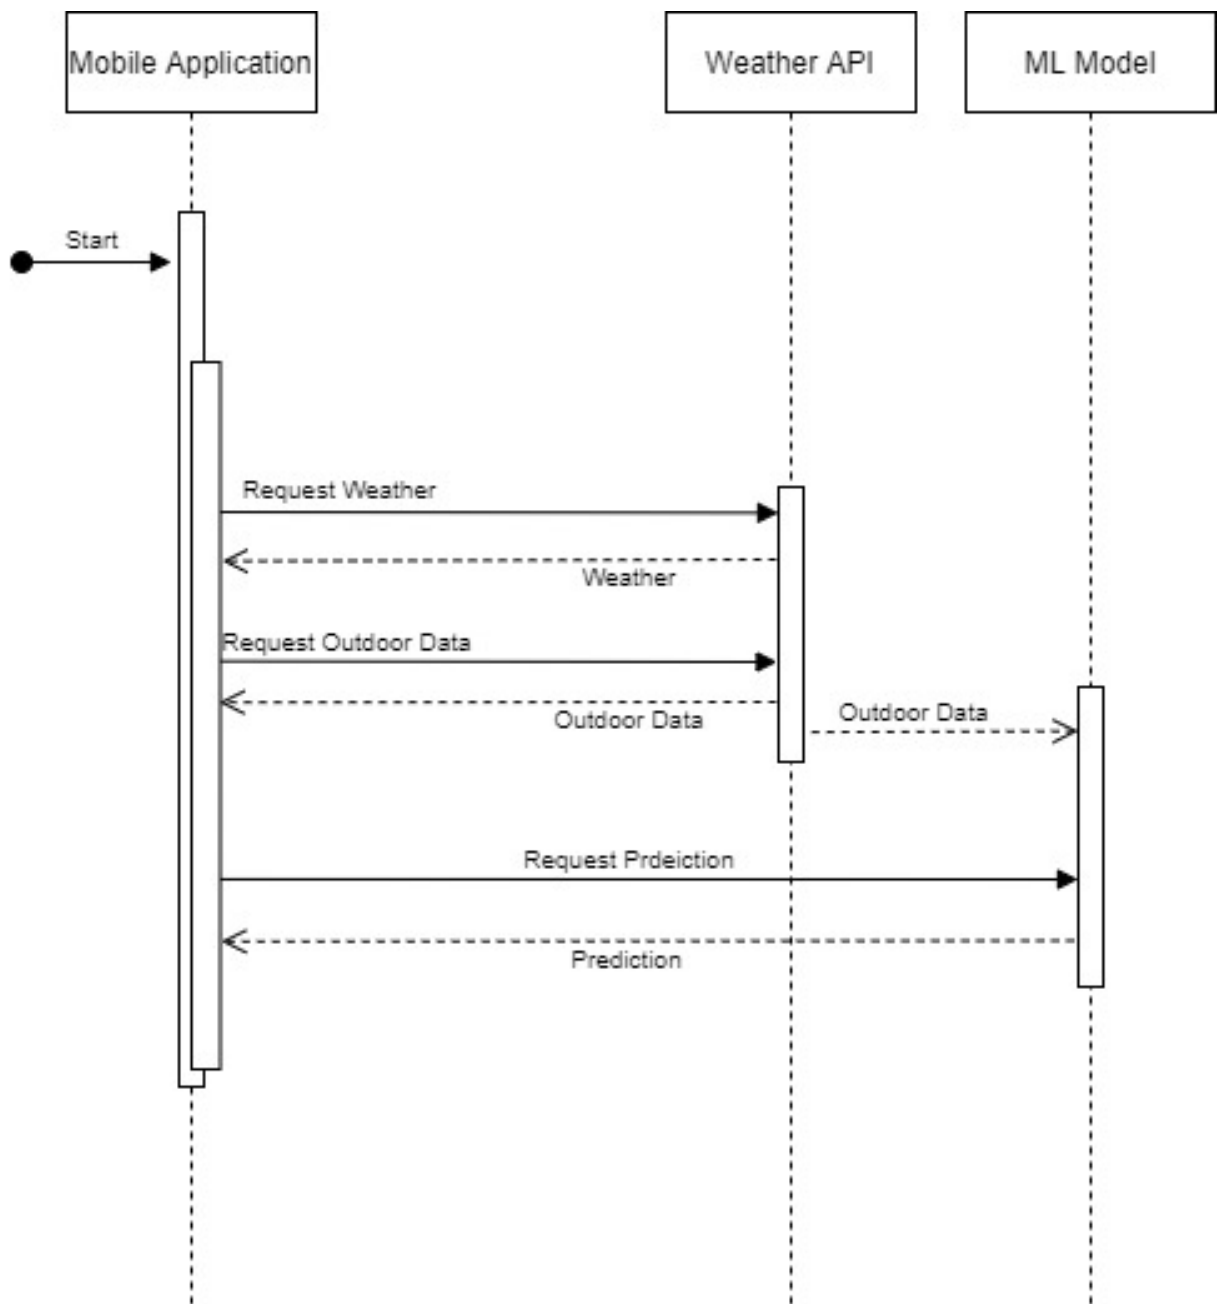 Mobile Application
Weather API
ML Model
Start
Request Weather
Weather
Request Outdoor Data
Outdoor Data
Outdoor Data
Request Prdeiction
Prediction